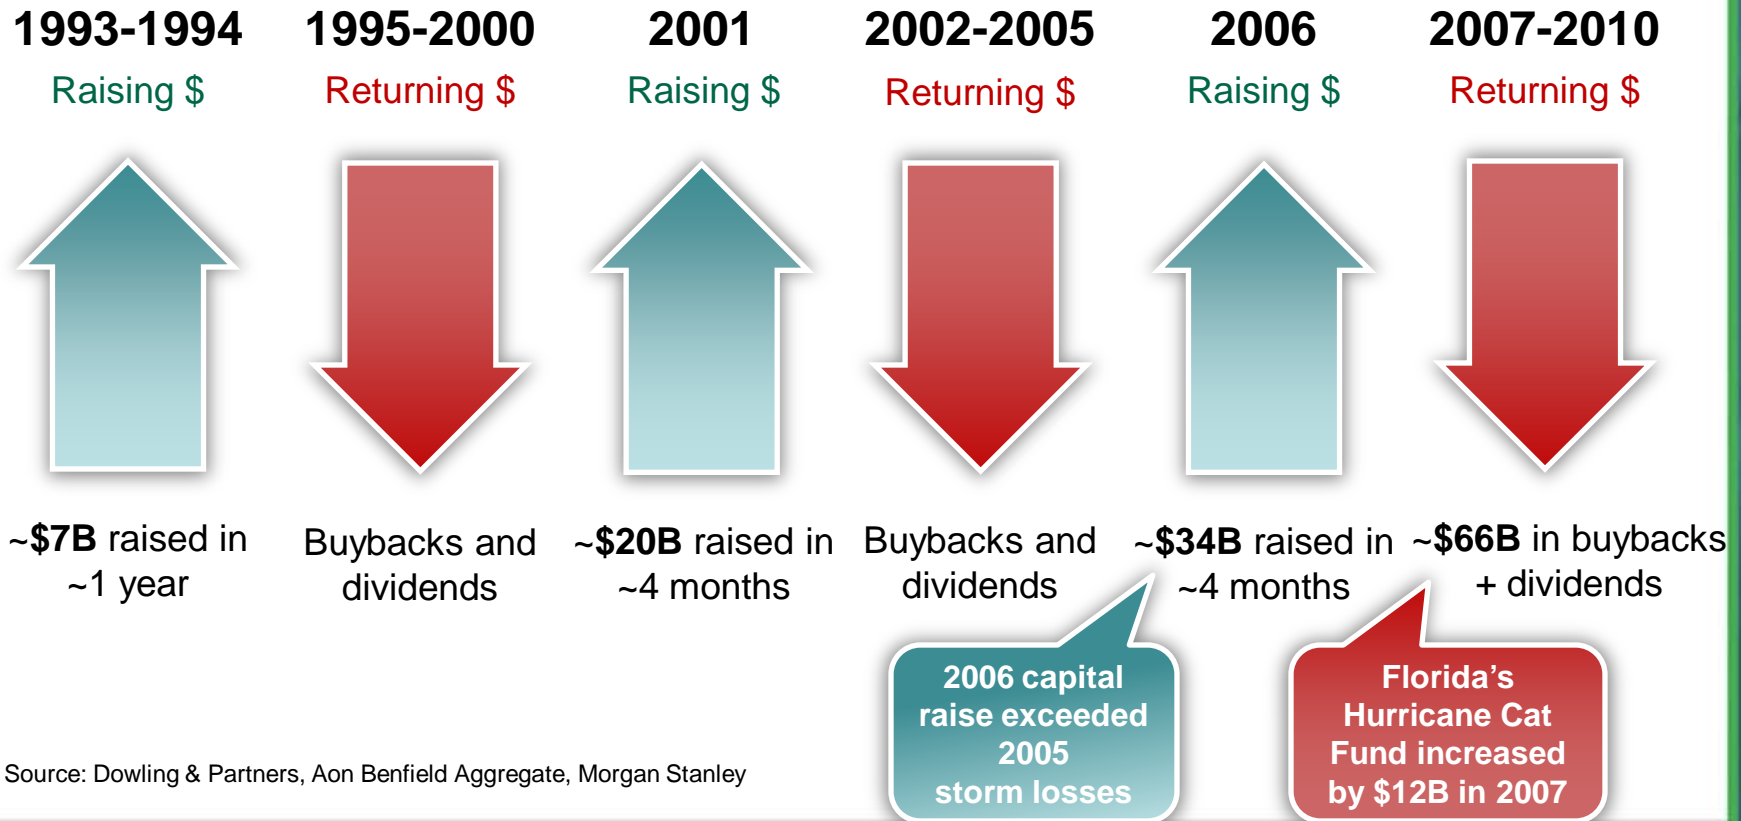 1993-1994
Raising $
~$7B raised in
~1 year
1995-2000
Returning $
Buybacks and
dividends
2001
Raising $
~$20B raised in
~4 months
2002-2005
Returning $
Buybacks and
dividends
2006
Raising $
~$34B raised in
~4 months
2007-2010
Returning $
~$66B in buybacks
+ dividends
2006 capital
raise exceeded
2005
storm losses
Florida’s
Hurricane Cat
Fund increased
by $12B in 2007
Source: Dowling & Partners, Aon Benfield Aggregate, Morgan Stanley